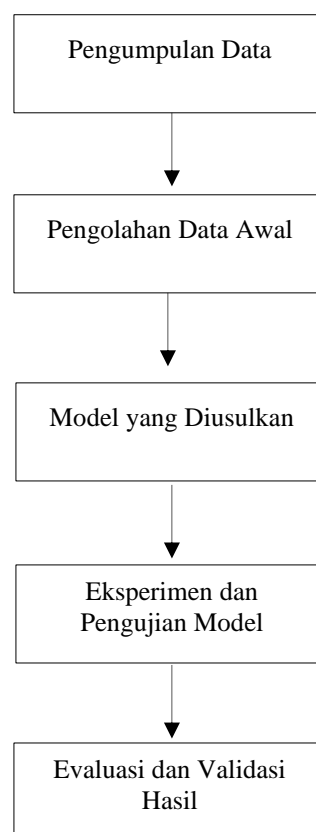 Pengumpulan Data
Pengolahan Data Awal
Model yang Diusulkan
Eksperimen dan
Pengujian Model
Evaluasi dan Validasi
Hasil